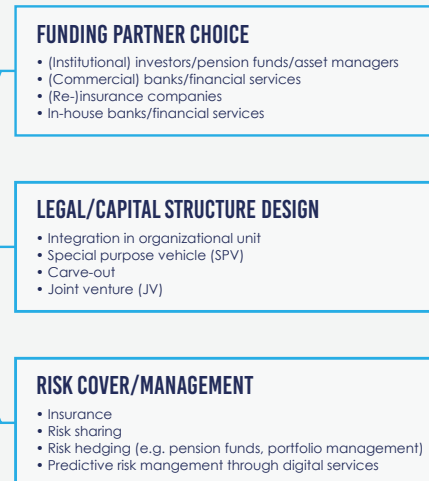 FUNDING PARTNER CHOICE
• (Institutional) investors/pension funds/asset managers
• (Commercial) banks/financial services
• (Re-)insurance companies
• In-house banks/financial services
LEGAL/CAPITAL STRUCTURE DESIGN
• Integration in organizational unit
• Special purpose vehicle (SPV)
• Carve-out
• Joint venture (JV)
RISK COVER/MANAGEMENT
• Insurance
• Risk sharing
• Risk hedging (e.g. pension funds, portfolio management)
• Predictive risk mangement through digital services